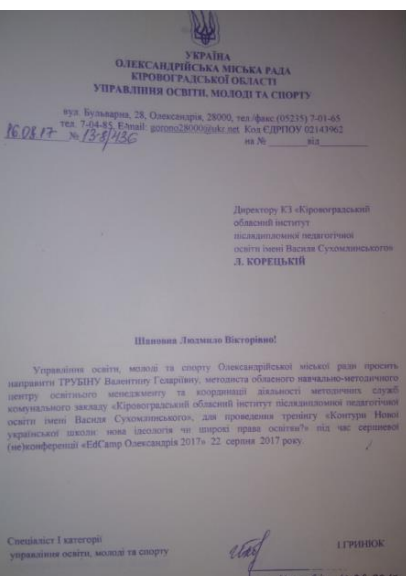 УКРАЇНА
ОЛЕКСАНДРІЙСЬКА МІСЬКА РАДА
КІРОВОГРАДСЬКОЇ ОБЛАСТІ
УПРАВЛІННЯ ОСВІТИ, МОЛОДІ ТА СПОРТУ
вул. Бульварна, 28, Олександрія, 28000, тел./факс (05235) 7-01-65
тел. 7-04-85, E/mail: gorono28000@ukr.net Код ЄДРПОУ 02143962
16.08.17 № 13-8/436 на № від
Директору КЗ «Кіровоградський
обласний інститут
післядипломної педагогічної
освіти імені Василя Сухомлинського»
Л. КОРЕЦЬКІЙ
Шановна Людмило Вікторівно!
Управління освіти, молоді та спорту Олександрійської міської ради просить
направити ТРУБІНУ Валентину Геларіївну, методиста обласного навчально-методичного
центру освітнього менеджменту та координації діяльності методичних служб
комунального закладу «Кіровоградський обласний інститут післядипломної педагогічної
освіти імені Василя Сухомлинського», для проведення тренінгу «Контури Нової
української школи: нова ідеологія чи широкі права освітян?» під час серпневої
(не)конференції «EdCamp Олександрія 2017» 22 серпня 2017 року.
Спеціаліст І категорії
управління освіти, молоді та спорту І.ГРИНЮК